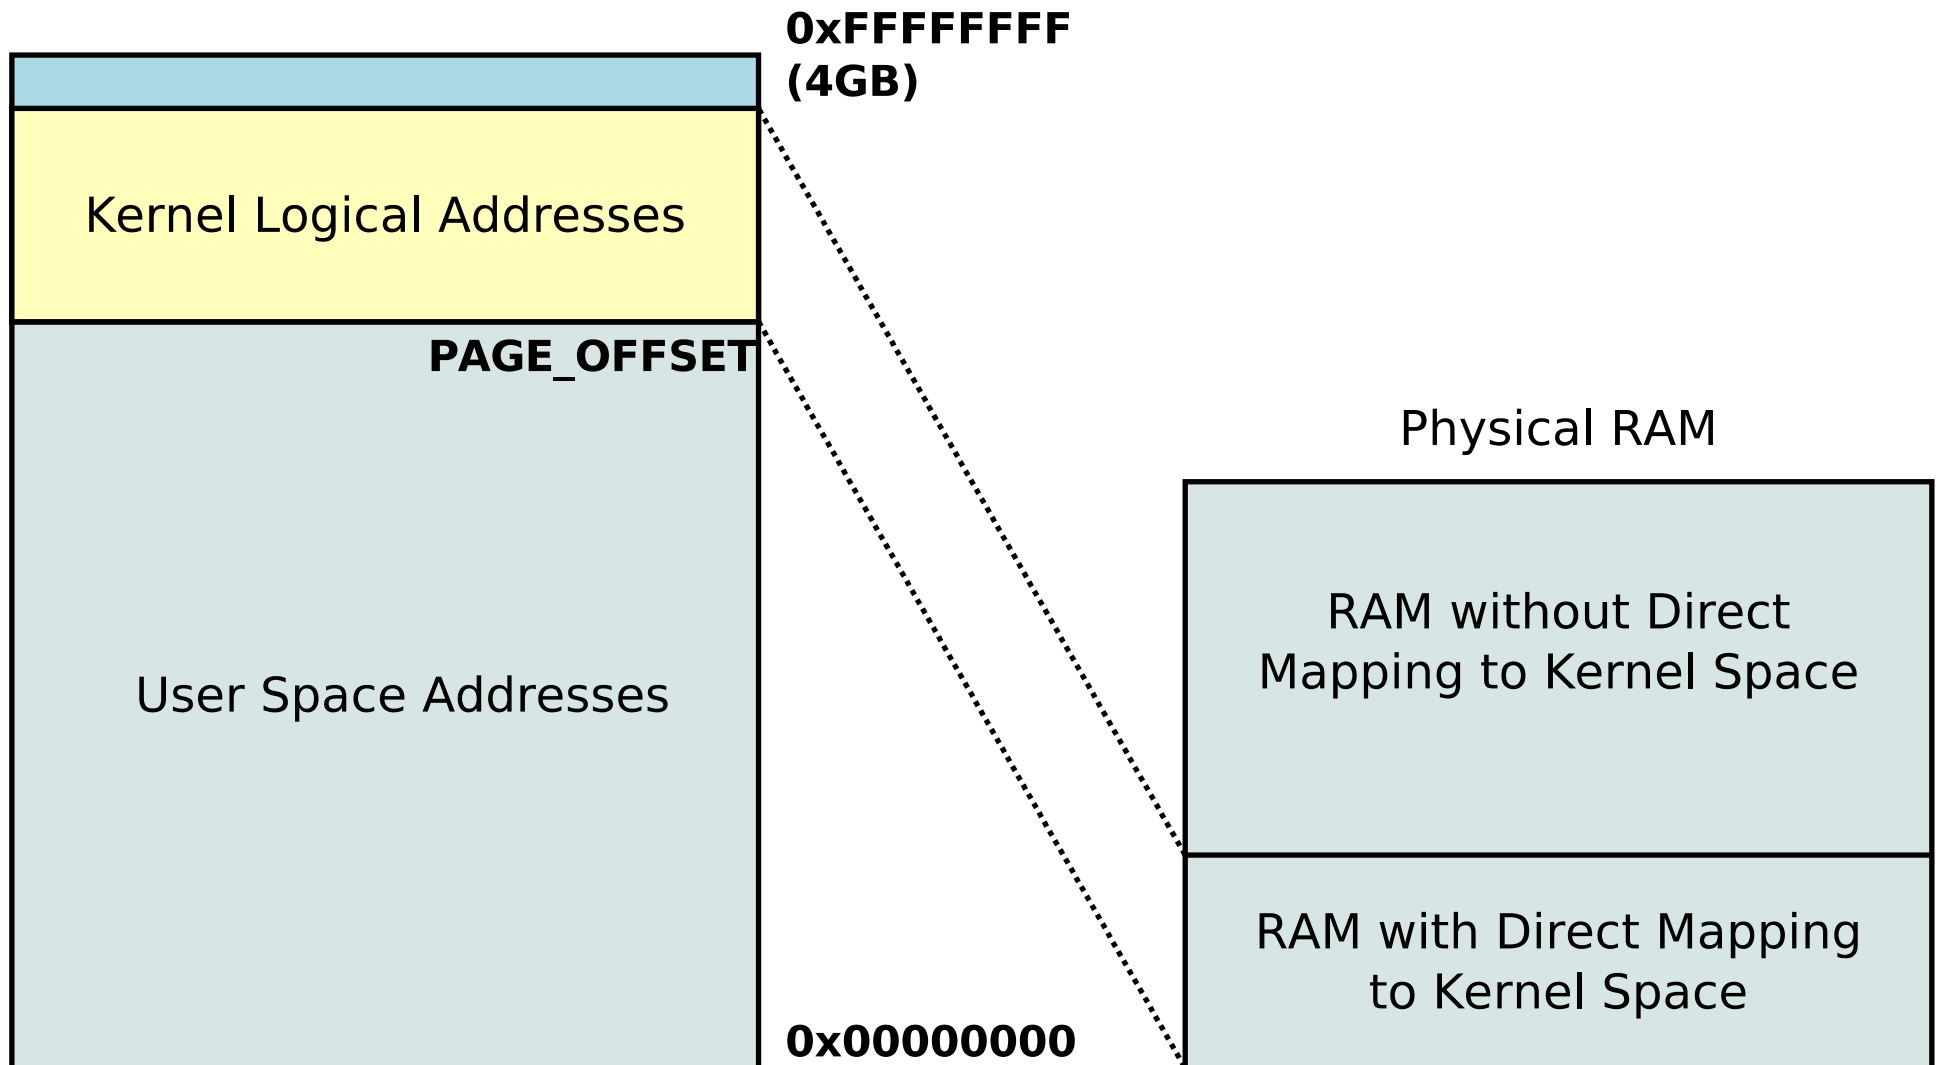 0xFFFFFFFF
(4GB)
Kernel Logical Addresses
PAGE_OFFSET
User Space Addresses
0x00000000
Physical RAM
RAM without Direct
Mapping to Kernel Space
RAM with Direct Mapping
to Kernel Space